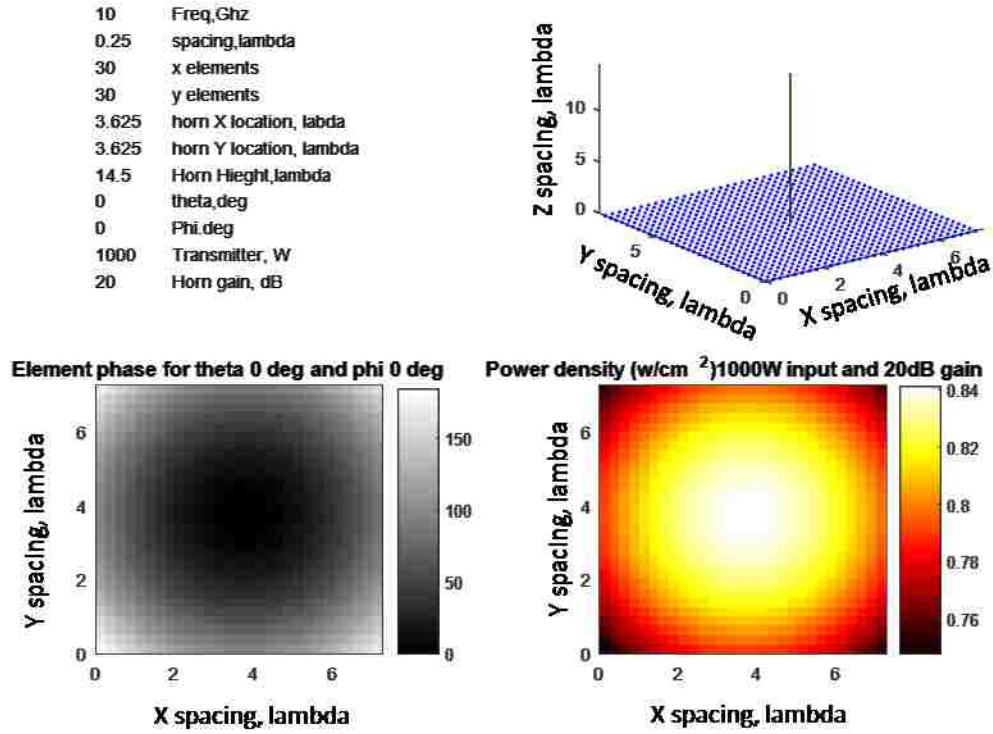 10 Freq,Ghz
0.25 spacing,lambda
30 x elements
30 y elements
3.625 horn X location, labda
3.625 horn Y location, lambda
14.5 Horn Hieght,lambda
0 theta,deg
0 Phi.deg
1000 Transmitter, W
20 Horn gain, dB
Z spacing, lambda
10
5
0
Y spacing, lambda
5
0
0
2
4
6
X spacing, lambda
Element phase for theta 0 deg and phi 0 deg
Y spacing, lambda
6
4
2
0
0 2 4 6
X spacing, lambda
150
100
50
0
Power density (w/cm ²)1000W input and 20dB gain
Y spacing, lambda
6
4
2
0
0 2 4 6
X spacing, lambda
0.84
0.82
0.8
0.78
0.76